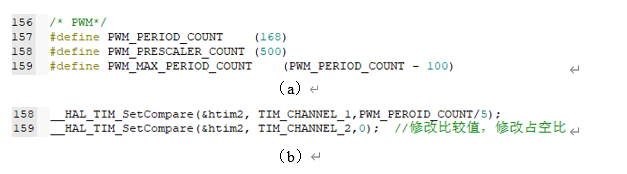 156 /* PWM*/
157 #define PWM_PERIOD_COUNT (168)
158 #define PWM_PRESCALER_COUNT (500)
159 #define PWM_MAX_PERIOD_COUNT (PWM_PERIOD_COUNT - 100)
(a)
158 __HAL_TIM_SetCompare(&htim2, TIM_CHANNEL_1,PWM_PEROID_COUNT/5);
159 __HAL_TIM_SetCompare(&htim2, TIM_CHANNEL_2,0); //修改比较值，修改占空比
(b)